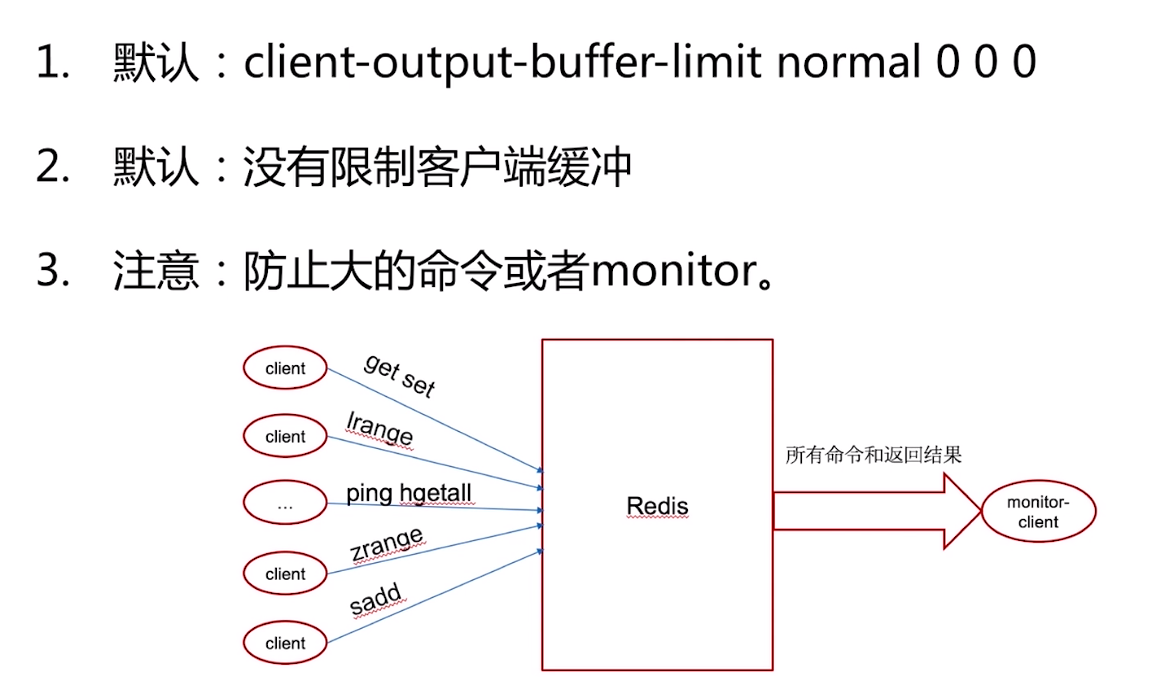 1. 默认：client-output-buffer-limit normal 0 0 0
2. 默认：没有限制客户端缓冲
3. 注意：防止大的命令或者monitor。
client
get set
client
lrange
...
ping hgetall
client
zrange
client
sadd
Redis
所有命令和返回结果
monitor-
client